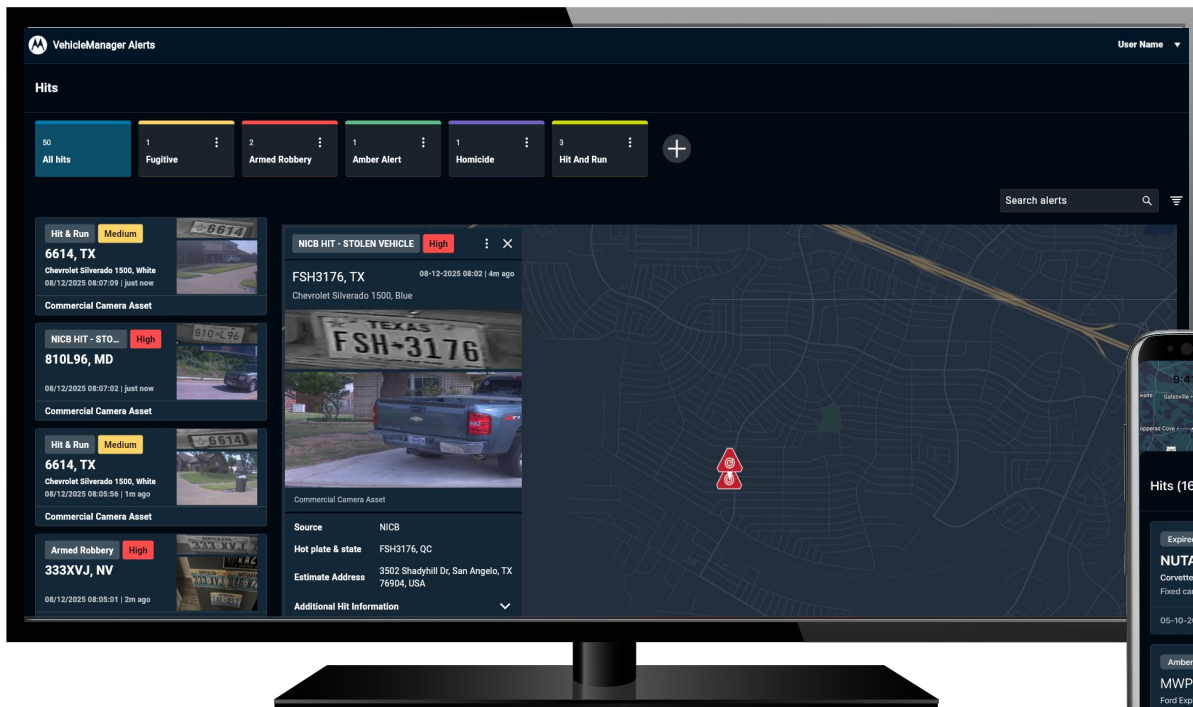 VehicleManager Alerts
User Name
Hits
50
All hits
1
Fugitive
2
Armed Robbery
1
Amber Alert
1
Homicide
3
Hit And Run
Search alerts
Hit & Run Medium
6614, TX
Chevrolet Silverado 1500, White
08/12/2025 08:07:09 | just now
Commercial Camera Asset
6614
NICB HIT - STO... High
810L96, MD
08/12/2025 08:07:02 | just now
Commercial Camera Asset
810 L96
Hit & Run Medium
6614, TX
Chevrolet Silverado 1500, White
08/12/2025 08:05:56 | 1m ago
Commercial Camera Asset
6614
Armed Robbery High
333XVJ, NV
08/12/2025 08:05:01 | 2m ago
NICB HIT - STOLEN VEHICLE High
FSH3176, TX
08-12-2025 08:02 | 4m ago
Chevrolet Silverado 1500, Blue
TEXAS
FSH-3176
Commercial Camera Asset
Source NICB
Hot plate & state FSH3176, QC
Estimate Address 3502 Shadyhill Dr, San Angelo, TX
76904, USA
Additional Hit Information
9:41
Gatesville
Hits (16
Expired
NUTA
Corvette
05-10-20
Amber
MWP
Ford Exp